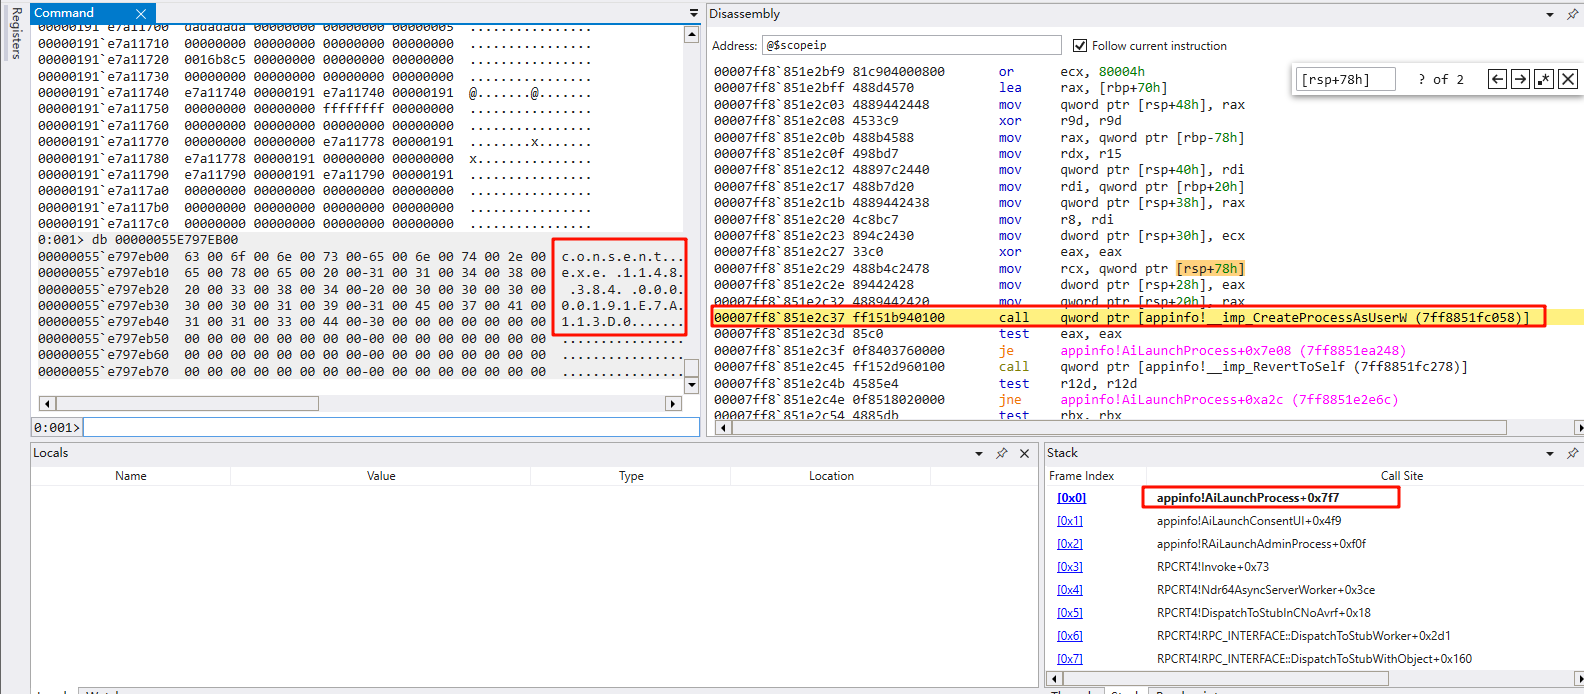 Registers
Command
00000191`e7a11700  dadadada 00000000 00000000 00000005  ................
00000191`e7a11710  00000000 00000000 00000000 00000000  ................
00000191`e7a11720  0016b8c5 00000000 00000000 00000000  ................
00000191`e7a11730  00000000 00000000 00000000 00000000  ................
00000191`e7a11740  e7a11740 00000191 e7a11740 00000191  @.......@.......
00000191`e7a11750  00000000 00000000 ffffffff 00000000  ................
00000191`e7a11760  00000000 00000000 00000000 00000000  ................
00000191`e7a11770  00000000 00000000 e7a11778 00000191  ........x.......
00000191`e7a11780  e7a11778 00000191 00000000 00000000  x...............
00000191`e7a11790  e7a11790 00000191 e7a11790 00000191  ................
00000191`e7a117a0  00000000 00000000 00000000 00000000  ................
00000191`e7a117b0  00000000 00000000 00000000 00000000  ................
00000191`e7a117c0  00000000 00000000 00000000 00000000  ................
0:001> db 00000055E797EB00
00000055`e797eb00  63 00 6f 00 6e 00 73 00-65 00 6e 00 74 00 2e 00  c.o.n.s.e.n.t...
00000055`e797eb10  65 00 78 00 65 00 20 00-31 00 31 00 34 00 38 00  e.x.e. .1.1.4.8.
00000055`e797eb20  20 00 33 00 38 00 34 00-20 00 30 00 30 00 30 00   .3.8.4. .0.0.0.
00000055`e797eb30  30 00 30 00 31 00 39 00-31 00 45 00 37 00 41 00  0.0.1.9.1.E.7.A.
00000055`e797eb40  31 00 31 00 33 00 44 00-30 00 00 00 00 00 00 00  1.1.3.D.0.......
00000055`e797eb50  00 00 00 00 00 00 00 00-00 00 00 00 00 00 00 00  ................
00000055`e797eb60  00 00 00 00 00 00 00 00-00 00 00 00 00 00 00 00  ................
00000055`e797eb70  00 00 00 00 00 00 00 00-00 00 00 00 00 00 00 00  ................
0:001>
Disassembly
Address: @$scopeip Follow current instruction
[rsp+78h] ? of 2
00007ff8`851e2bf9 81c904000800 or ecx, 80004h
00007ff8`851e2bff 488d4570 lea rax, [rbp+70h]
00007ff8`851e2c03 4889442448 mov qword ptr [rsp+48h], rax
00007ff8`851e2c08 4533c9 xor r9d, r9d
00007ff8`851e2c0b 488b4588 mov rax, qword ptr [rbp-78h]
00007ff8`851e2c0f 498bd7 mov rdx, r15
00007ff8`851e2c12 48897c2440 mov qword ptr [rsp+40h], rdi
00007ff8`851e2c17 488b7d20 mov rdi, qword ptr [rbp+20h]
00007ff8`851e2c1b 4889442438 mov qword ptr [rsp+38h], rax
00007ff8`851e2c20 4c8bc7 mov r8, rdi
00007ff8`851e2c23 894c2430 mov dword ptr [rsp+30h], ecx
00007ff8`851e2c27 33c0 xor eax, eax
00007ff8`851e2c29 488b4c2478 mov rcx, qword ptr [rsp+78h]
00007ff8`851e2c2e 89442428 mov dword ptr [rsp+28h], eax
00007ff8`851e2c32 4889442420 mov qword ptr [rsp+20h], rax
00007ff8`851e2c37 ff151b940100 call qword ptr [appinfo!__imp_CreateProcessAsUserW (7ff8851fc058)]
00007ff8`851e2c3d 85c0 test eax, eax
00007ff8`851e2c3f 0f8403760000 je appinfo!AiLaunchProcess+0x7e08 (7ff8851ea248)
00007ff8`851e2c45 ff152d960100 call qword ptr [appinfo!__imp_RevertToSelf (7ff8851fc278)]
00007ff8`851e2c4b 4585e4 test r12d, r12d
00007ff8`851e2c4e 0f8518020000 jne appinfo!AiLaunchProcess+0xa2c (7ff8851e2e6c)
00007ff8`851e2c54 4885db test rbx, rbx
Locals
Name Value Type Location
Stack
Frame Index Call Site
[0x0] appinfo!AiLaunchProcess+0x7f7
[0x1] appinfo!AiLaunchConsentUI+0x4f9
[0x2] appinfo!RAiLaunchAdminProcess+0xf0f
[0x3] RPCRT4!Invoke+0x73
[0x4] RPCRT4!Ndr64AsyncServerWorker+0x3ce
[0x5] RPCRT4!DispatchToStubInCNoAvrf+0x18
[0x6] RPCRT4!RPC_INTERFACE::DispatchToStubWorker+0x2d1
[0x7] RPCRT4!RPC_INTERFACE::DispatchToStubWithObject+0x160